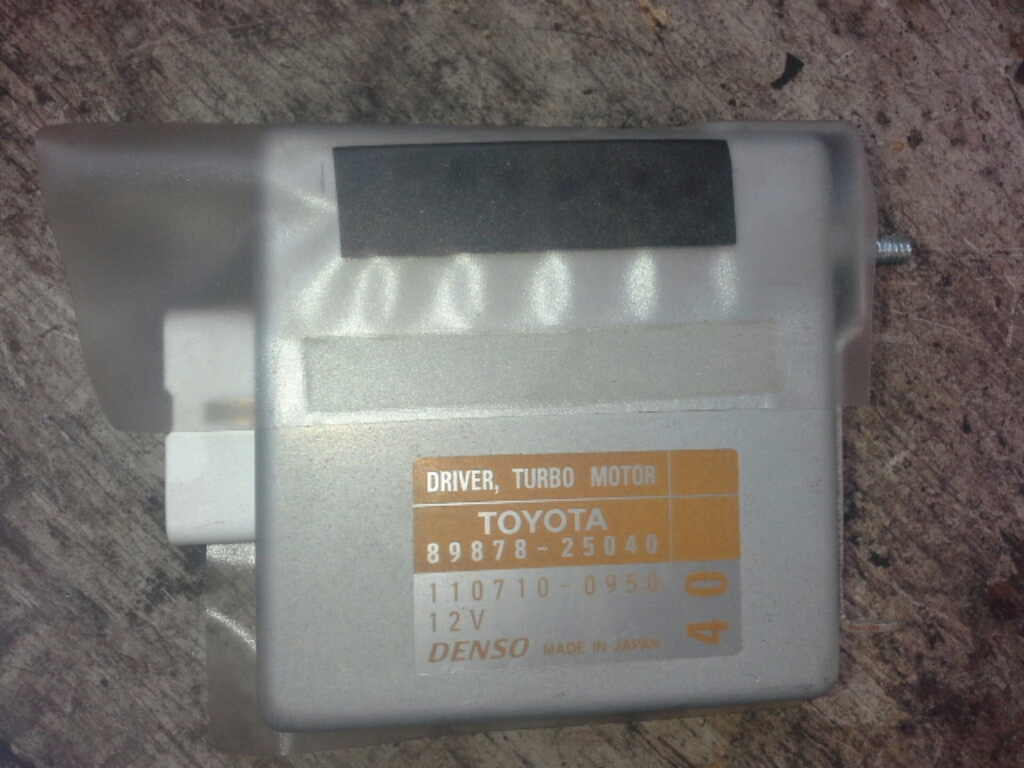 DRIVER, TURBO MOTOR
TOYOTA
89878-25040
110710-0950
12V
DENSO MADE IN JAPAN
40